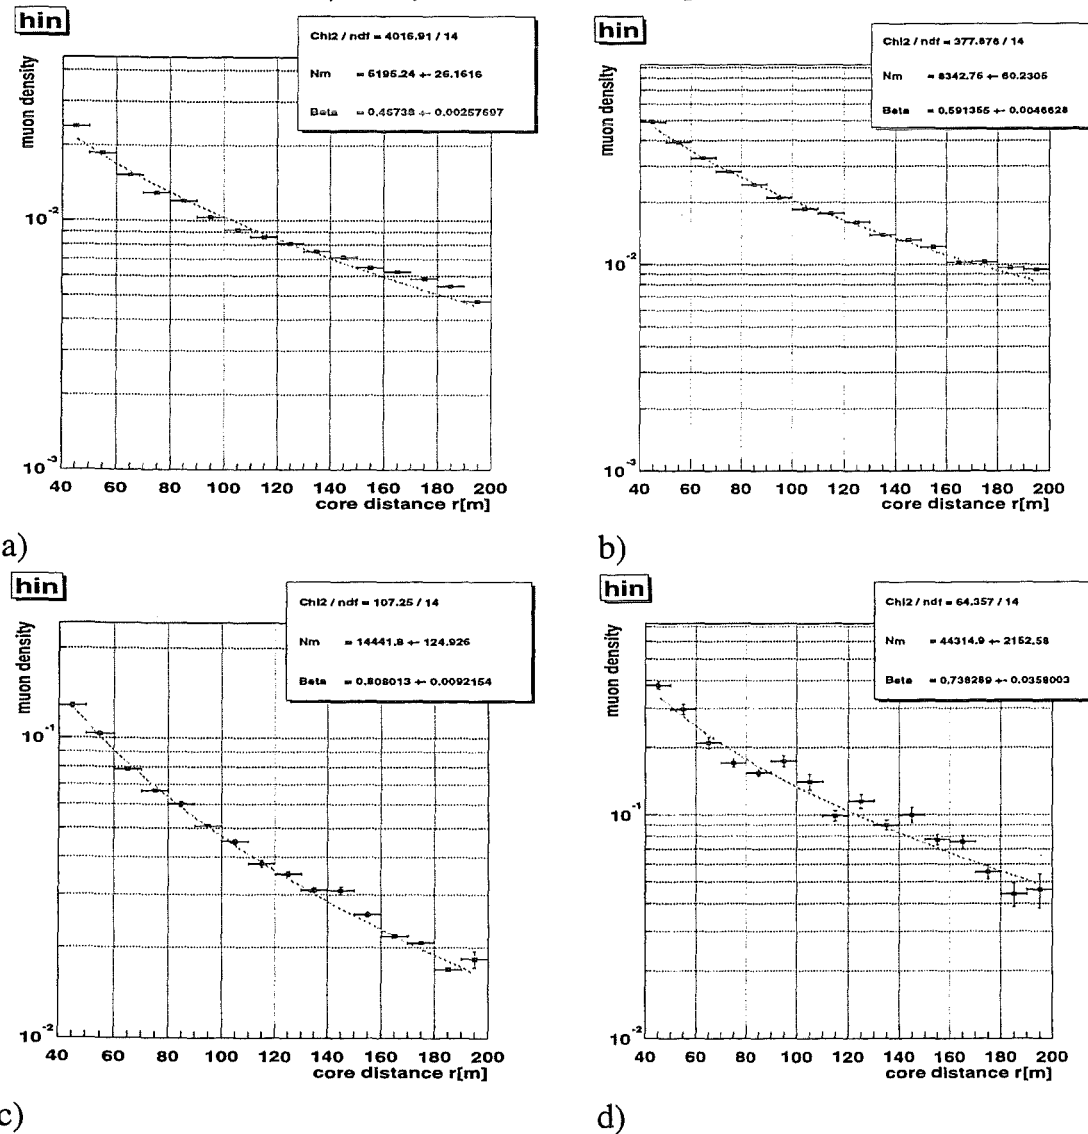 hin
Chi2 / ndf = 4016.91 / 14
Nm = 5195.24 +- 26.1616
Beta = 0.45738 +- 0.00257597
muon density
10-2
10-3
40 60 80 100 120 140 160 180 200
core distance r[m]
a)
hin
Chi2 / ndf = 377.876 / 14
Nm = 8342.75 +- 60.2305
Beta = 0.591355 +- 0.0046628
muon density
10-2
10-3
40 60 80 100 120 140 160 180 200
core distance r[m]
b)
hin
Chi2 / ndf = 107.25 / 14
Nm = 14441.8 +- 124.926
Beta = 0.808013 +- 0.0092154
muon density
10-1
10-2
40 60 80 100 120 140 160 180 200
core distance r[m]
c)
hin
Chi2 / ndf = 64.357 / 14
Nm = 44314.9 +- 2152.58
Beta = 0.738289 +- 0.0358003
muon density
10-1
10-2
40 60 80 100 120 140 160 180 200
core distance r[m]
d)